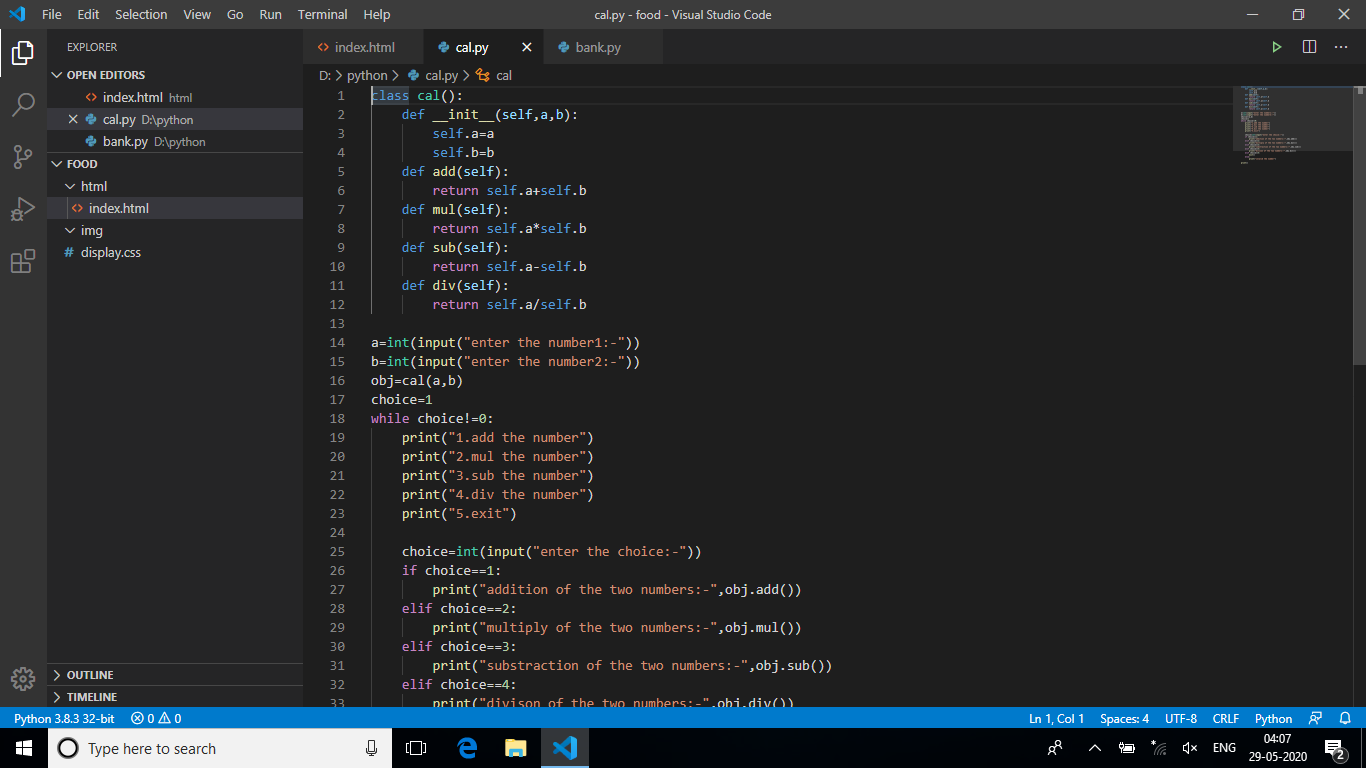 File Edit Selection View Go Run Terminal Help cal.py - food - Visual Studio Code
EXPLORER
OPEN EDITORS
index.html html
cal.py D:\python
bank.py D:\python
FOOD
html
index.html
img
# display.css
OUTLINE
TIMELINE
index.html cal.py bank.py
D: > python > cal.py > cal
1 class cal():
2     def __init__(self,a,b):
3         self.a=a
4         self.b=b
5     def add(self):
6         return self.a+self.b
7     def mul(self):
8         return self.a*self.b
9     def sub(self):
10         return self.a-self.b
11     def div(self):
12         return self.a/self.b
13
14 a=int(input("enter the number1:-"))
15 b=int(input("enter the number2:-"))
16 obj=cal(a,b)
17 choice=1
18 while choice!=0:
19     print("1.add the number")
20     print("2.mul the number")
21     print("3.sub the number")
22     print("4.div the number")
23     print("5.exit")
24
25     choice=int(input("enter the choice:-"))
26     if choice==1:
27         print("addition of the two numbers:-",obj.add())
28     elif choice==2:
29         print("multiply of the two numbers:-",obj.mul())
30     elif choice==3:
31         print("substraction of the two numbers:-",obj.sub())
32     elif choice==4:
33         print("divison of the two numbers:-",obj.div())
Python 3.8.3 32-bit 0 0 Ln 1, Col 1 Spaces: 4 UTF-8 CRLF Python
Type here to search ENG 04:07
29-05-2020 2